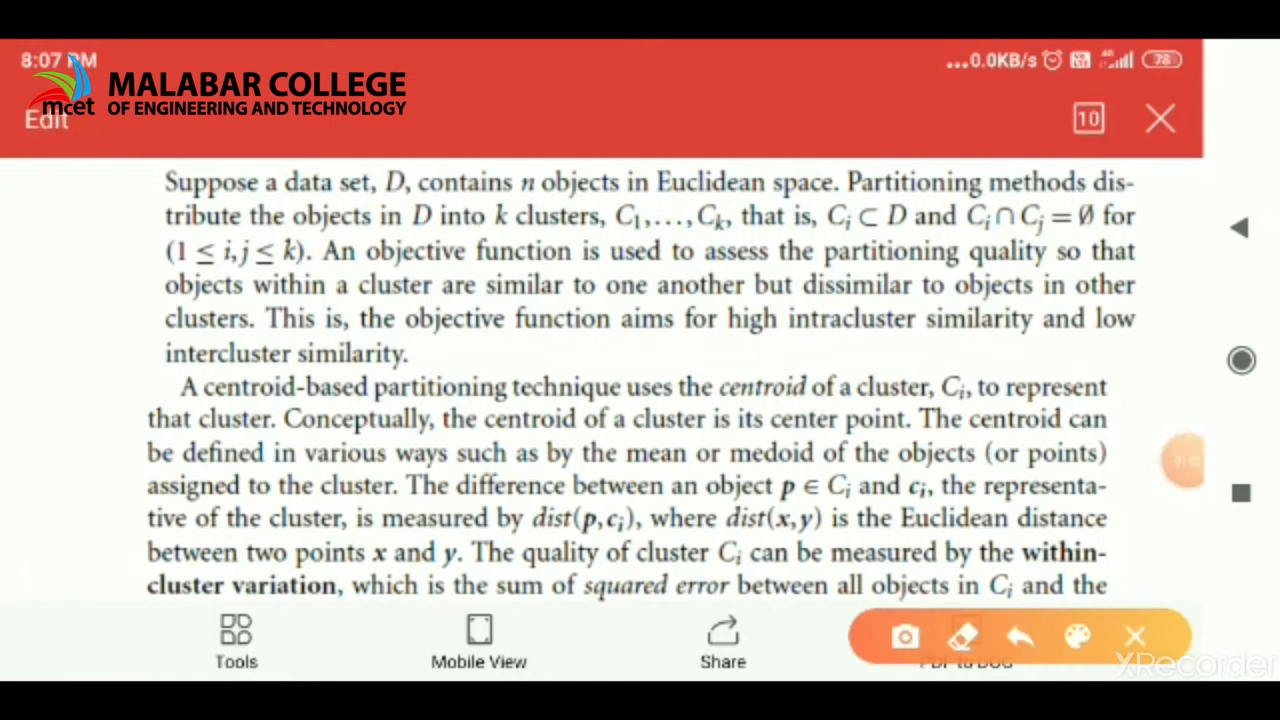 8:07 PM
...0.0KB/s
78
MALABAR COLLEGE
OF ENGINEERING AND TECHNOLOGY
mcet
Edit
10
Suppose a data set, D, contains n objects in Euclidean space. Partitioning methods dis-
tribute the objects in D into k clusters, C₁,...,Cₖ, that is, Cᵢ ⊂ D and Cᵢ ∩ Cⱼ = Ø for
(1 ≤ i, j ≤ k). An objective function is used to assess the partitioning quality so that
objects within a cluster are similar to one another but dissimilar to objects in other
clusters. This is, the objective function aims for high intracluster similarity and low
intercluster similarity.
A centroid-based partitioning technique uses the centroid of a cluster, Cᵢ, to represent
that cluster. Conceptually, the centroid of a cluster is its center point. The centroid can
be defined in various ways such as by the mean or medoid of the objects (or points)
assigned to the cluster. The difference between an object p ∈ Cᵢ and cᵢ, the representa-
tive of the cluster, is measured by dist(p, cᵢ), where dist(x, y) is the Euclidean distance
between two points x and y. The quality of cluster Cᵢ can be measured by the within-
cluster variation, which is the sum of squared error between all objects in Cᵢ and the
Tools
Mobile View
Share
PDF to DOC
XRecorder